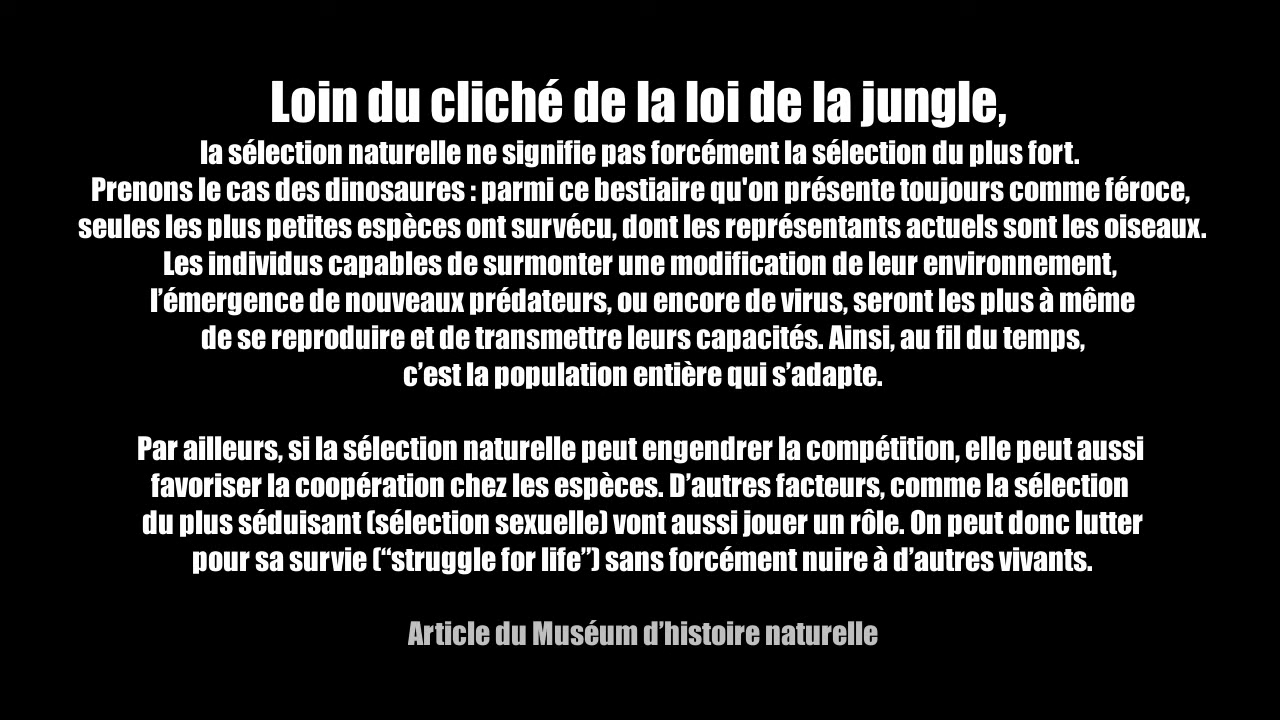 Loin du cliché de la loi de la jungle,
la sélection naturelle ne signifie pas forcément la sélection du plus fort.
Prenons le cas des dinosaures : parmi ce bestiaire qu'on présente toujours comme féroce,
seules les plus petites espèces ont survécu, dont les représentants actuels sont les oiseaux.
Les individus capables de surmonter une modification de leur environnement,
l’émergence de nouveaux prédateurs, ou encore de virus, seront les plus à même
de se reproduire et de transmettre leurs capacités. Ainsi, au fil du temps,
c’est la population entière qui s’adapte.
Par ailleurs, si la sélection naturelle peut engendrer la compétition, elle peut aussi
favoriser la coopération chez les espèces. D’autres facteurs, comme la sélection
du plus séduisant (sélection sexuelle) vont aussi jouer un rôle. On peut donc lutter
pour sa survie (“struggle for life”) sans forcément nuire à d’autres vivants.
Article du Muséum d’histoire naturelle